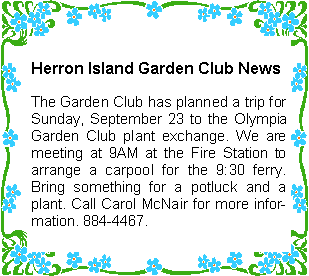 Herron Island Garden Club News
The Garden Club has planned a trip for
Sunday, September 23 to the Olympia
Garden Club plant exchange. We are
meeting at 9AM at the Fire Station to
arrange a carpool for the 9:30 ferry.
Bring something for a potluck and a
plant. Call Carol McNair for more infor-
mation. 884-4467.